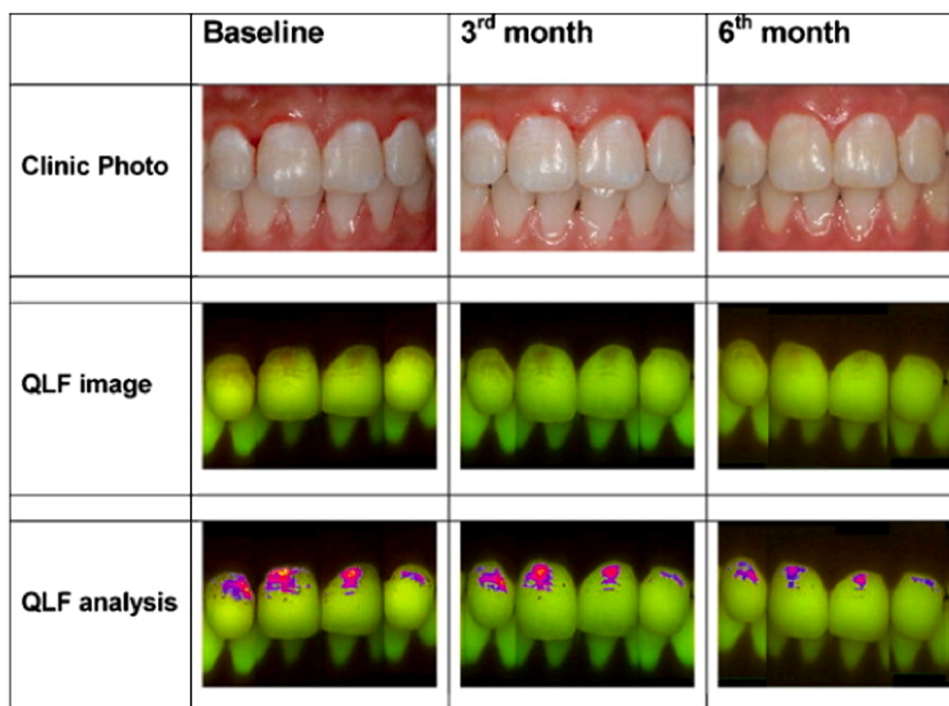 Baseline
3rd month
6th month
Clinic Photo
QLF image
QLF analysis